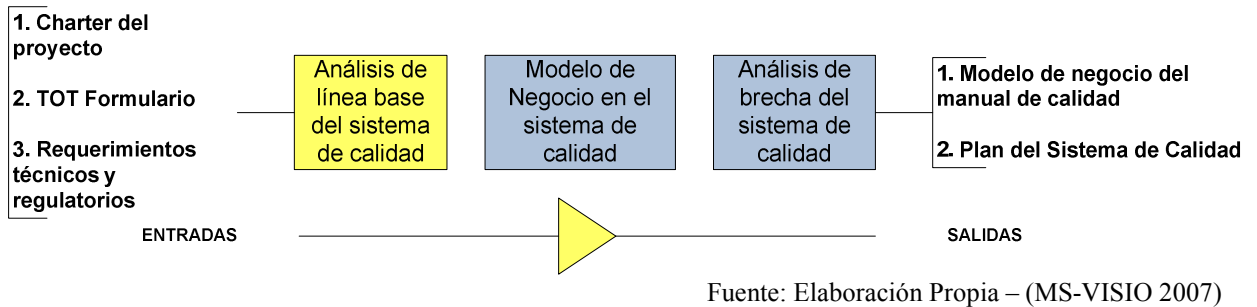 1. Charter del
proyecto
2. TOT Formulario
3. Requerimientos
técnicos y
regulatorios
ENTRADAS
Análisis de
línea base
del sistema
de calidad
Modelo de
Negocio en el
sistema de
calidad
Análisis de
brecha del
sistema de
calidad
1. Modelo de negocio del
manual de calidad
2. Plan del Sistema de Calidad
SALIDAS
Fuente: Elaboración Propia – (MS-VISIO 2007)